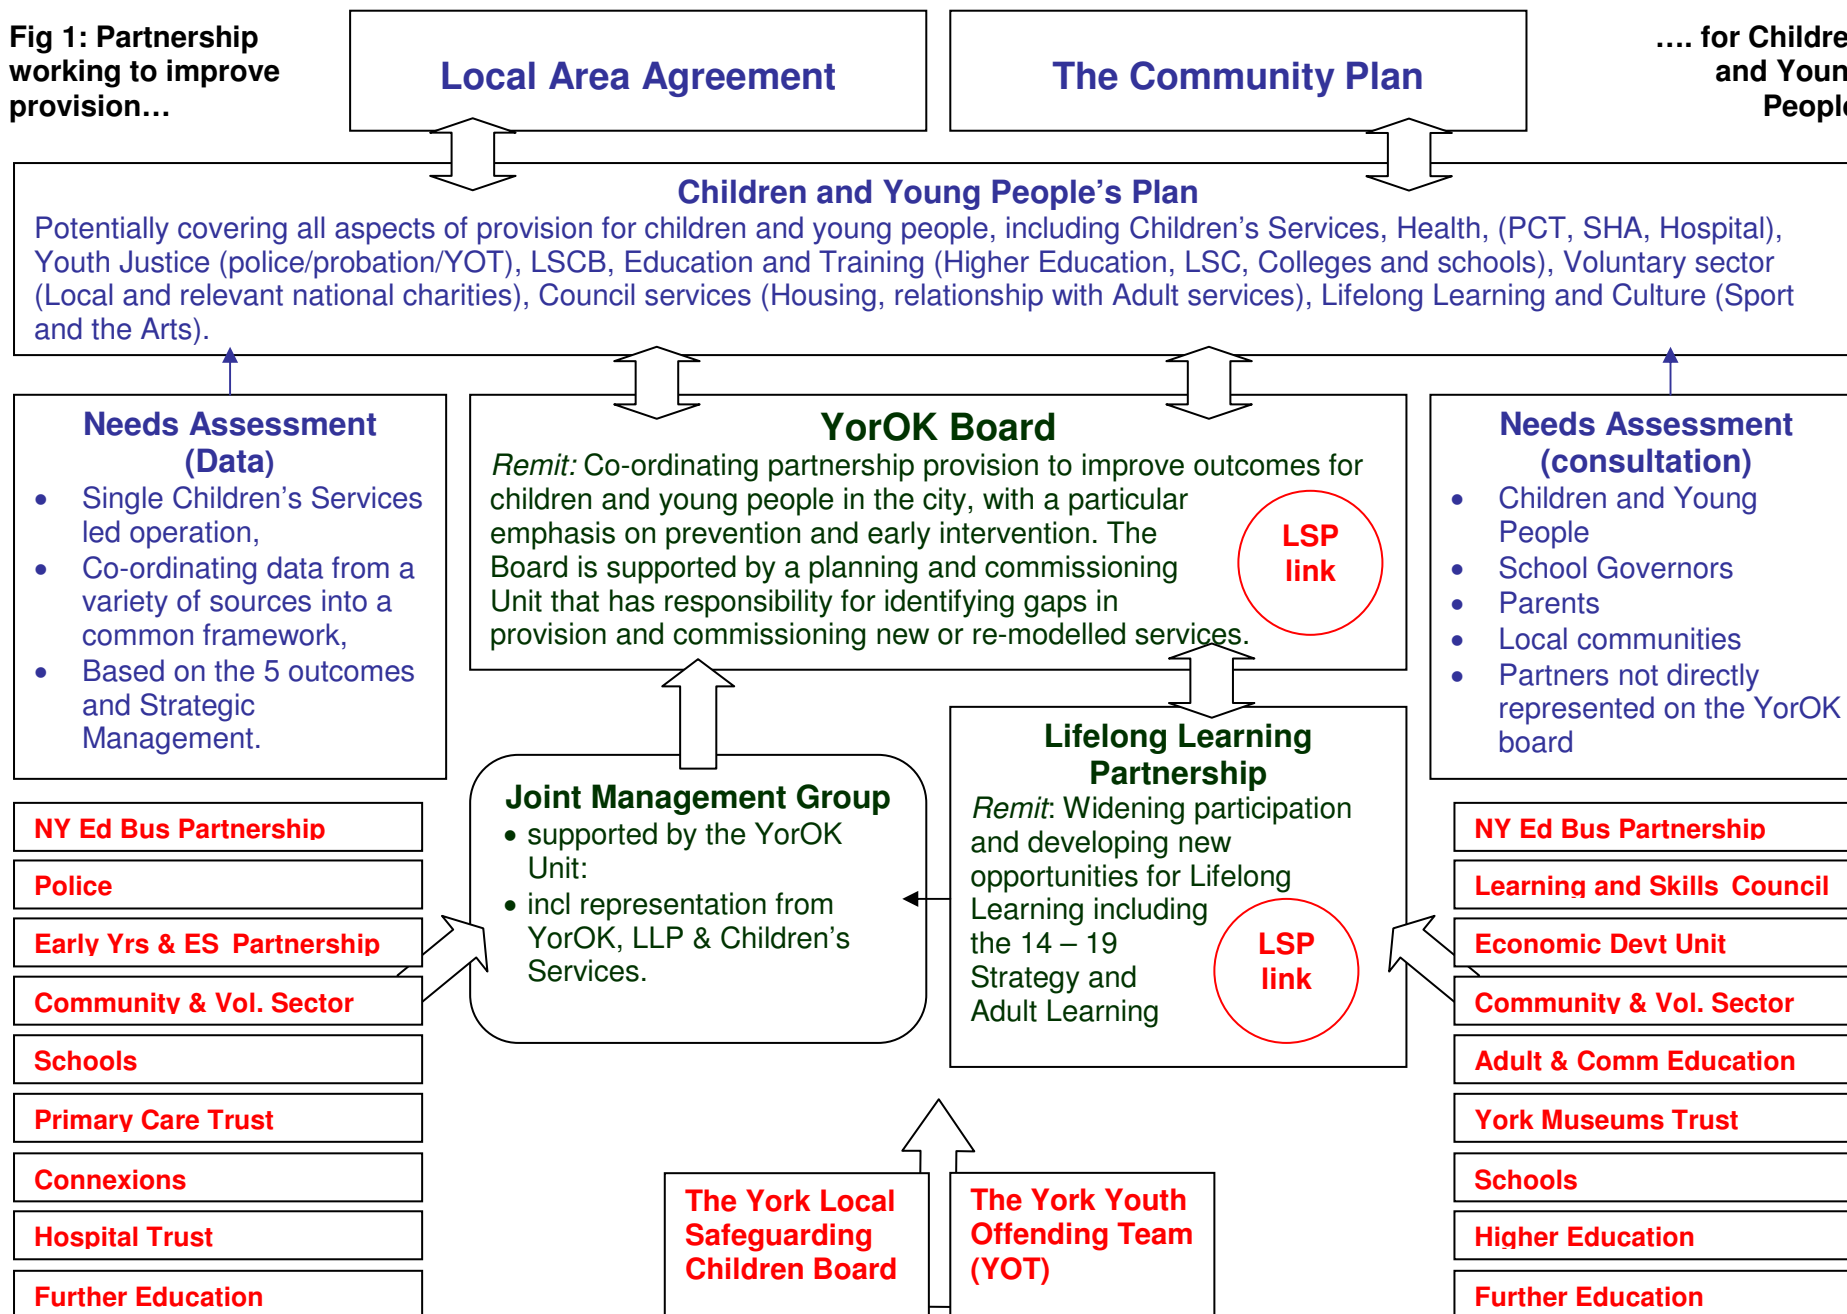 Fig 1: Partnership
working to improve
provision…
Local Area Agreement
The Community Plan
…. for Childre
and Youn
People
Children and Young People’s Plan
Potentially covering all aspects of provision for children and young people, including Children’s Services, Health, (PCT, SHA, Hospital),
Youth Justice (police/probation/YOT), LSCB, Education and Training (Higher Education, LSC, Colleges and schools), Voluntary sector
(Local and relevant national charities), Council services (Housing, relationship with Adult services), Lifelong Learning and Culture (Sport
and the Arts).
Needs Assessment
(Data)
• Single Children’s Services
led operation,
• Co-ordinating data from a
variety of sources into a
common framework,
• Based on the 5 outcomes
and Strategic
Management.
YorOK Board
Remit: Co-ordinating partnership provision to improve outcomes for
children and young people in the city, with a particular
emphasis on prevention and early intervention. The
Board is supported by a planning and commissioning
Unit that has responsibility for identifying gaps in
provision and commissioning new or re-modelled services.
LSP
link
Needs Assessment
(consultation)
• Children and Young
People
• School Governors
• Parents
• Local communities
• Partners not directly
represented on the YorOK
board
Joint Management Group
• supported by the YorOK
Unit:
• incl representation from
YorOK, LLP & Children’s
Services.
Lifelong Learning
Partnership
Remit: Widening participation
and developing new
opportunities for Lifelong
Learning including
the 14 – 19
Strategy and
Adult Learning
LSP
link
NY Ed Bus Partnership
Police
Early Yrs & ES Partnership
Community & Vol. Sector
Schools
Primary Care Trust
Connexions
Hospital Trust
Further Education
The York Local
Safeguarding
Children Board
The York Youth
Offending Team
(YOT)
NY Ed Bus Partnership
Learning and Skills Council
Economic Devt Unit
Community & Vol. Sector
Adult & Comm Education
York Museums Trust
Schools
Higher Education
Further Education